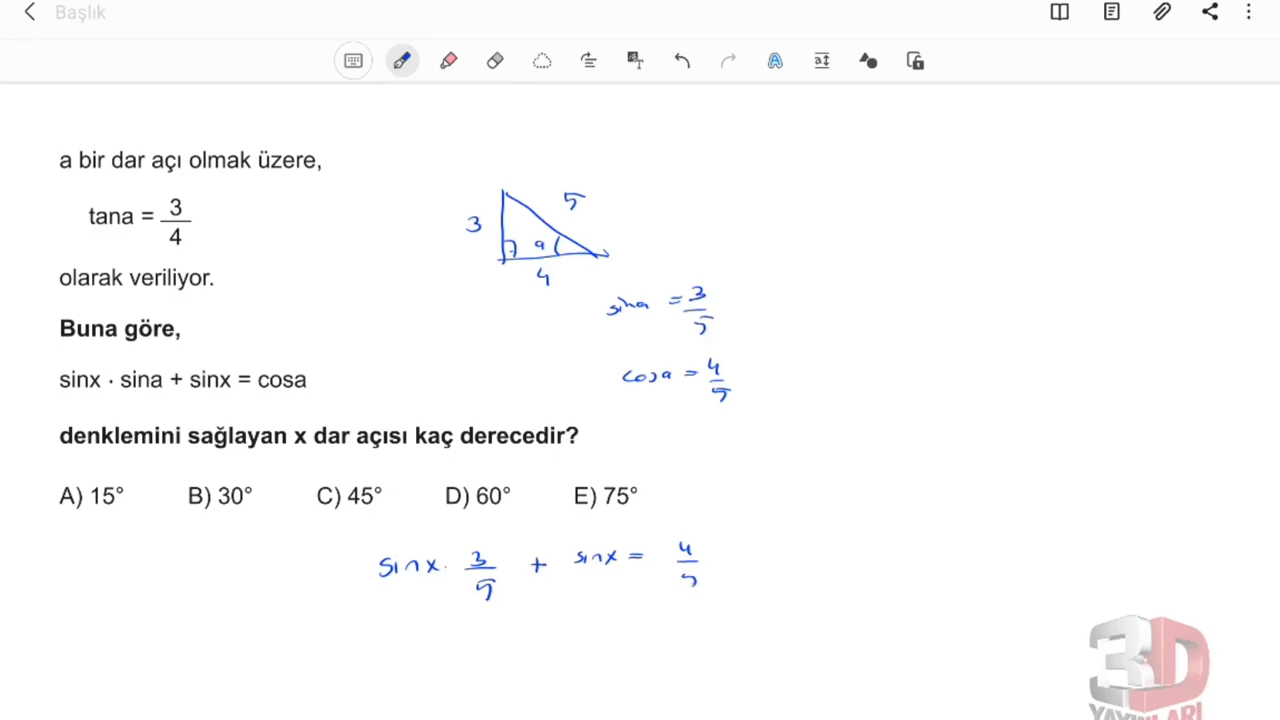 Başlık
a bir dar açı olmak üzere,
tana = 3/4
olarak veriliyor.
Buna göre,
sinx · sina + sinx = cosa
denklemini sağlayan x dar açısı kaç derecedir?
A) 15° B) 30° C) 45° D) 60° E) 75°
3
5
a
4
sina = 3/5
cosa = 4/5
sinx · 3/5 + sinx = 4/5
3D
YAYINLARI